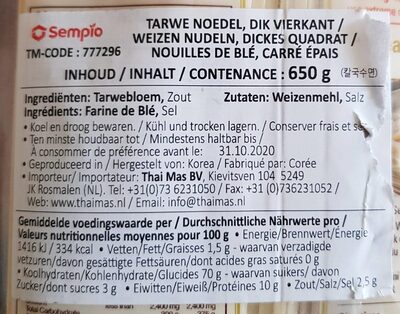 Sempio
TM-CODE : 777296
TARWE NOEDEL, DIK VIERKANT /
WEIZEN NUDELN, DICKES QUADRAT /
NOUILLES DE BLÉ, CARRÉ ÉPAIS
INHOUD / INHALT / CONTENANCE : 650 g (칼국수면)
Ingrediënten: Tarwebloem, Zout Zutaten: Weizenmehl, Salz
Ingrédients: Farine de Blé, Sel
• Koel en droog bewaren. / Kühl und trocken lagern. / Conserver frais et se
• Ten minste houdbaar tot / Mindestens haltbar bis /
À consommer de préférence avant le: 31.10.2020
• Geproduceerd in / Hergestelt von: Korea / Fabriqué par: Corée
• Importeur / Importateur: Thai Mas BV, Kievitsven 104 5249
JK Rosmalen (NL). Tel: +31(0)73 6231050 / Fax: +31 (0)736231052 /
Web: www.thaimas.nl / Email: info@thaimas.nl
Gemiddelde voedingswaarde per / Durchschnittliche Nährwerte pro /
Valeurs nutritionnelles moyennes pour 100 g: • Energie/Brennwert/Énergie
1416 kJ / 334 kcal • Vetten/Fett/Graisses 1,5 g - waarvan verzadigde
vetzuren/davon gesättigte Fettsäuren/dont acides gras saturés 0 g
• Koolhydraten/Kohlenhydrate/Glucides 70 g - waarvan suikers/ davon
Zucker/dont sucres 3 g • Eiwitten/Eiweiß/Protéines 10 g • Zout/Salz/Sel 2,5 g